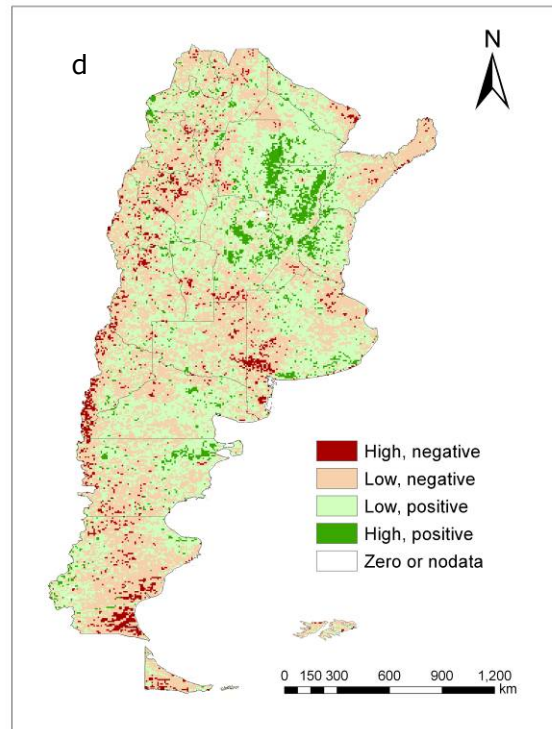 d
N
High, negative
Low, negative
Low, positive
High, positive
Zero or nodata
0 150 300 600 900 1,200
km